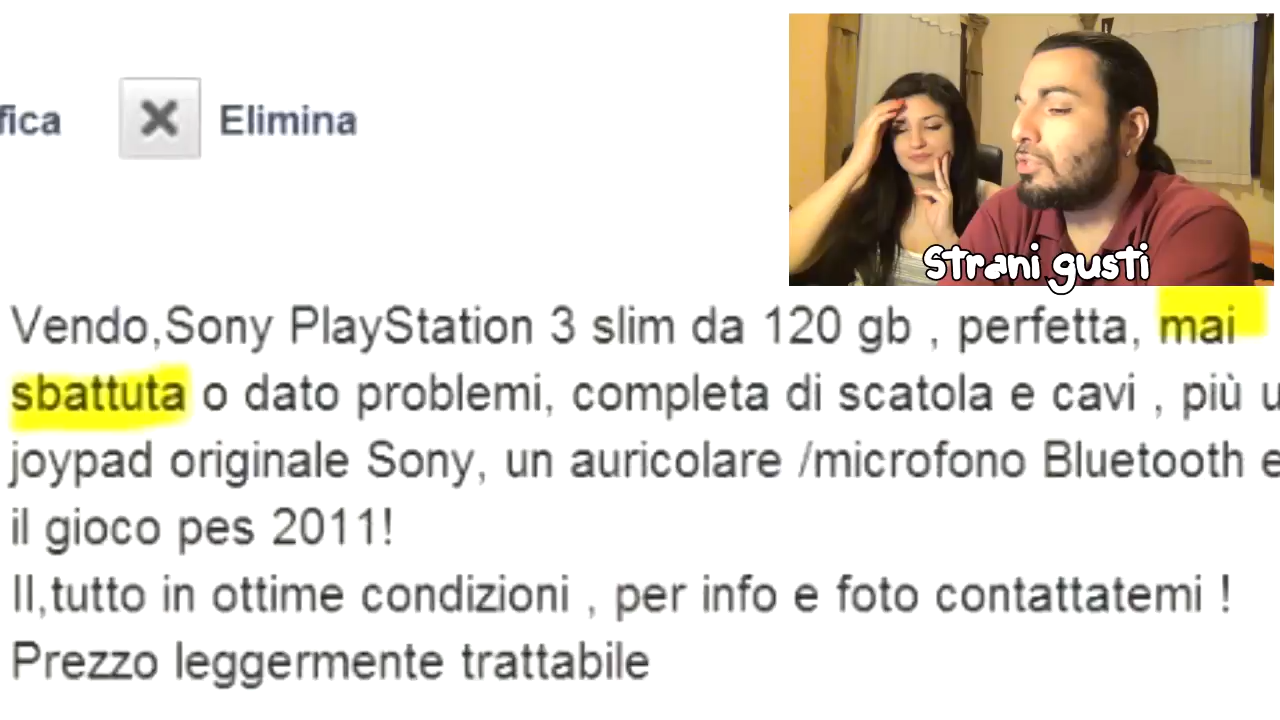 fica
Elimina
Strani gusti
Vendo,Sony PlayStation 3 slim da 120 gb , perfetta, mai
sbattuta o dato problemi, completa di scatola e cavi , più
joypad originale Sony, un auricolare /microfono Bluetooth e
il gioco pes 2011!
Il,tutto in ottime condizioni , per info e foto contattatemi !
Prezzo leggermente trattabile